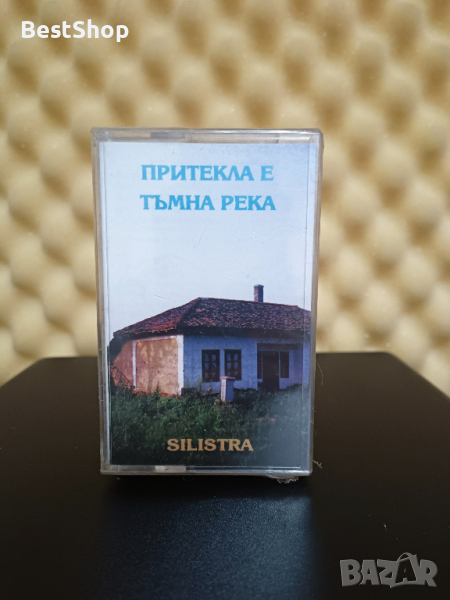 BestShop
ПРИТЕКЛА Е
ТЪМНА РЕКА
SILISTRA
BAZAR